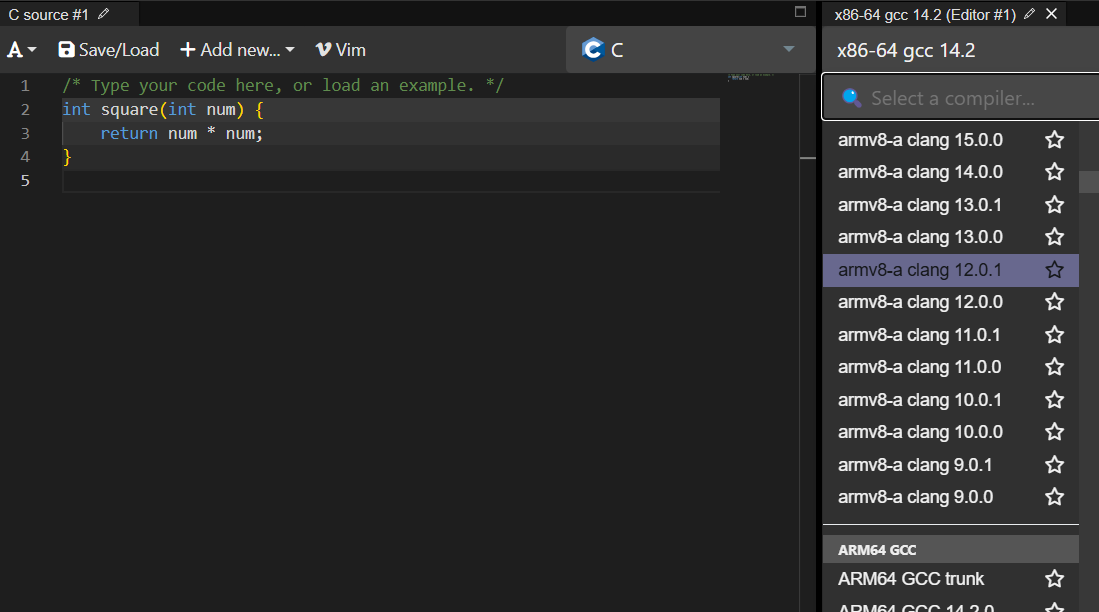 C source #1
A Save/Load + Add new... Vim C
1 /* Type your code here, or load an example. */
2 int square(int num) {
3 return num * num;
4 }
5
x86-64 gcc 14.2 (Editor #1)
x86-64 gcc 14.2
Select a compiler...
armv8-a clang 15.0.0
armv8-a clang 14.0.0
armv8-a clang 13.0.1
armv8-a clang 13.0.0
armv8-a clang 12.0.1
armv8-a clang 12.0.0
armv8-a clang 11.0.1
armv8-a clang 11.0.0
armv8-a clang 10.0.1
armv8-a clang 10.0.0
armv8-a clang 9.0.1
armv8-a clang 9.0.0
ARM64 GCC
ARM64 GCC trunk
ARM64 GCC 14.2.0